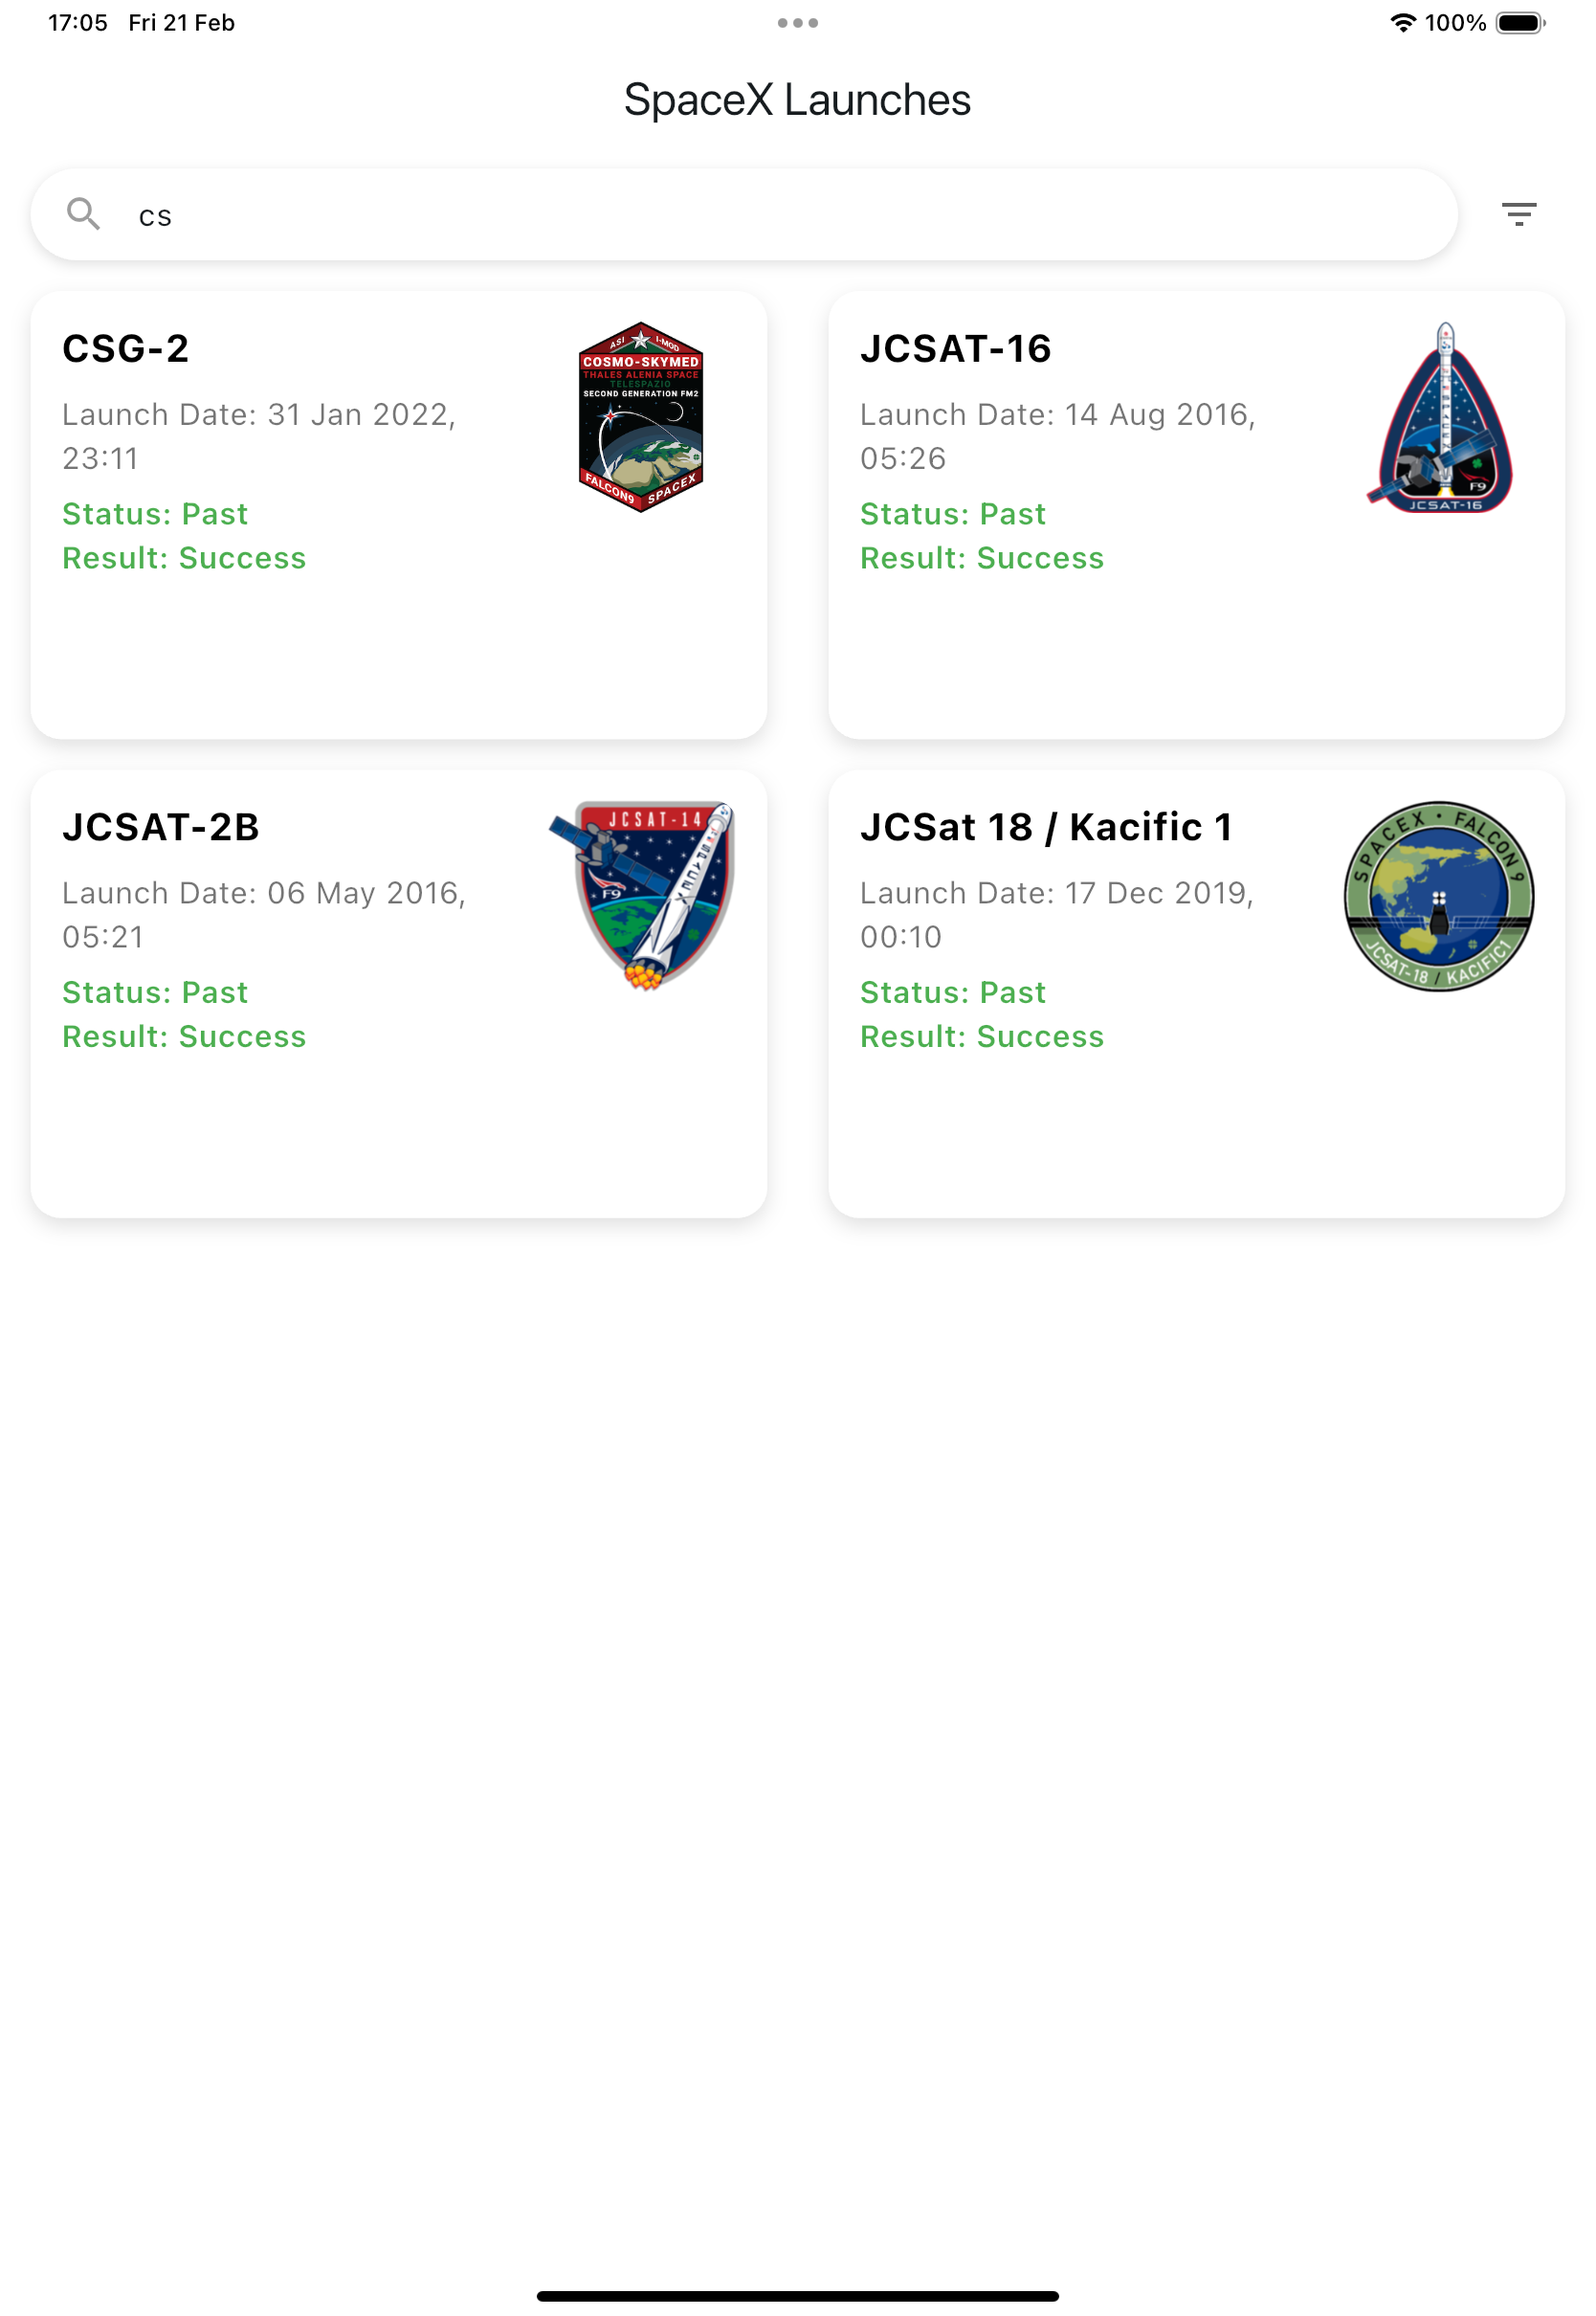 17:05 Fri 21 Feb
100%
SpaceX Launches
cs
CSG-2
Launch Date: 31 Jan 2022,
23:11
Status: Past
Result: Success
ASI I-MOD
COSMO-SKYMED
THALES ALENIA SPACE
TELESPAZIO
SECOND GENERATION FM2
FALCON9 SPACEX
JCSAT-16
Launch Date: 14 Aug 2016,
05:26
Status: Past
Result: Success
SPACEX
F9
JCSAT-16
JCSAT-2B
Launch Date: 06 May 2016,
05:21
Status: Past
Result: Success
JCSAT-14
SPACEX
F9
JCSat 18 / Kacific 1
Launch Date: 17 Dec 2019,
00:10
Status: Past
Result: Success
SPACEX • FALCON 9
JCSAT-18 / KACIFIC1